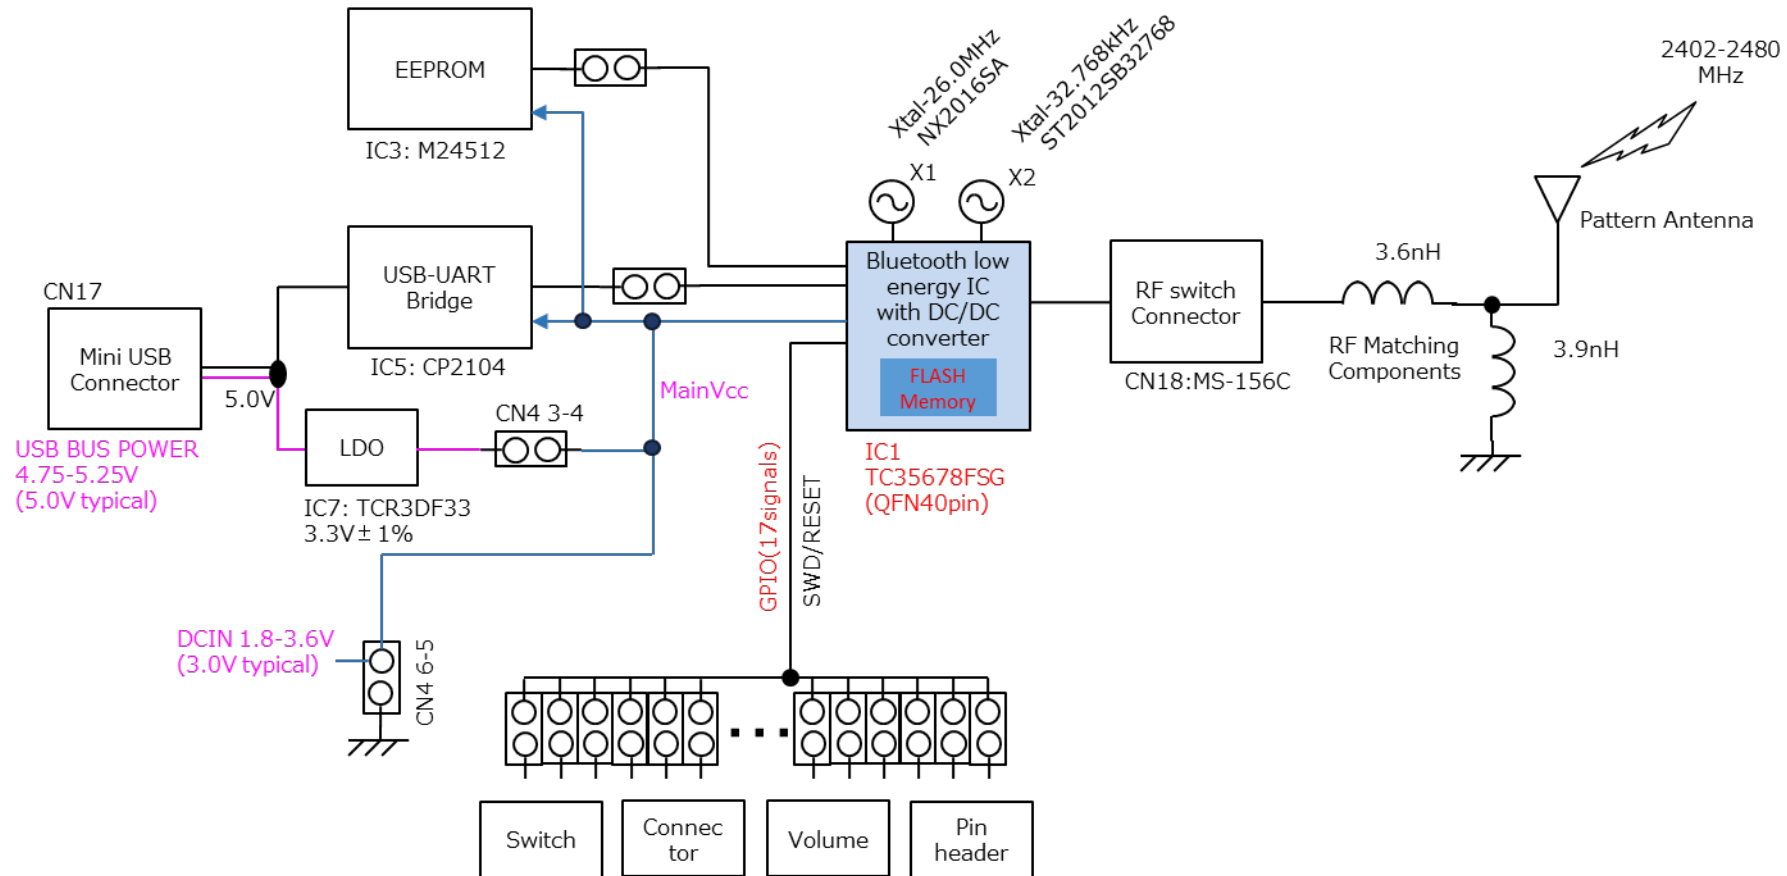 EEPROM
IC3: M24512
Xtal-26.0MHz
NX2016SA
Xtal-32.768kHz
ST2012SB32768
X1
X2
2402-2480
MHz
Pattern Antenna
CN17
Mini USB
Connector
5.0V
USB BUS POWER
4.75-5.25V
(5.0V typical)
USB-UART
Bridge
IC5: CP2104
LDO
IC7: TCR3DF33
3.3V± 1%
CN4 3-4
MainVcc
Bluetooth low
energy IC
with DC/DC
converter
FLASH
Memory
IC1
TC35678FSG
(QFN40pin)
RF switch
Connector
CN18:MS-156C
3.6nH
RF Matching
Components
3.9nH
DCIN 1.8-3.6V
(3.0V typical)
CN4 6-5
GPIO(17signals)
SWD/RESET
Switch
Connec
tor
Volume
Pin
header